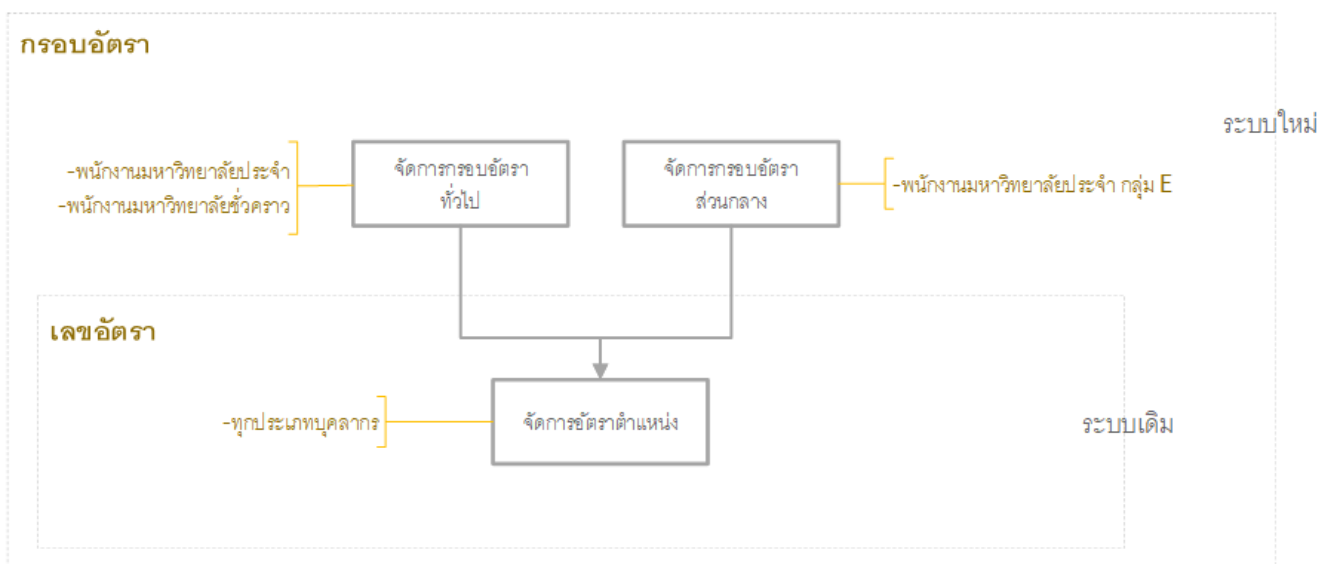 กรอบอัตรา
ระบบใหม่
-พนักงานมหาวิทยาลัยประจำ
-พนักงานมหาวิทยาลัยชั่วคราว
จัดการกรอบอัตรา
ทั่วไป
จัดการกรอบอัตรา
ส่วนกลาง
-พนักงานมหาวิทยาลัยประจำ กลุ่ม E
เลขอัตรา
-ทุกประเภทบุคลากร
จัดการอัตราตำแหน่ง
ระบบเดิม